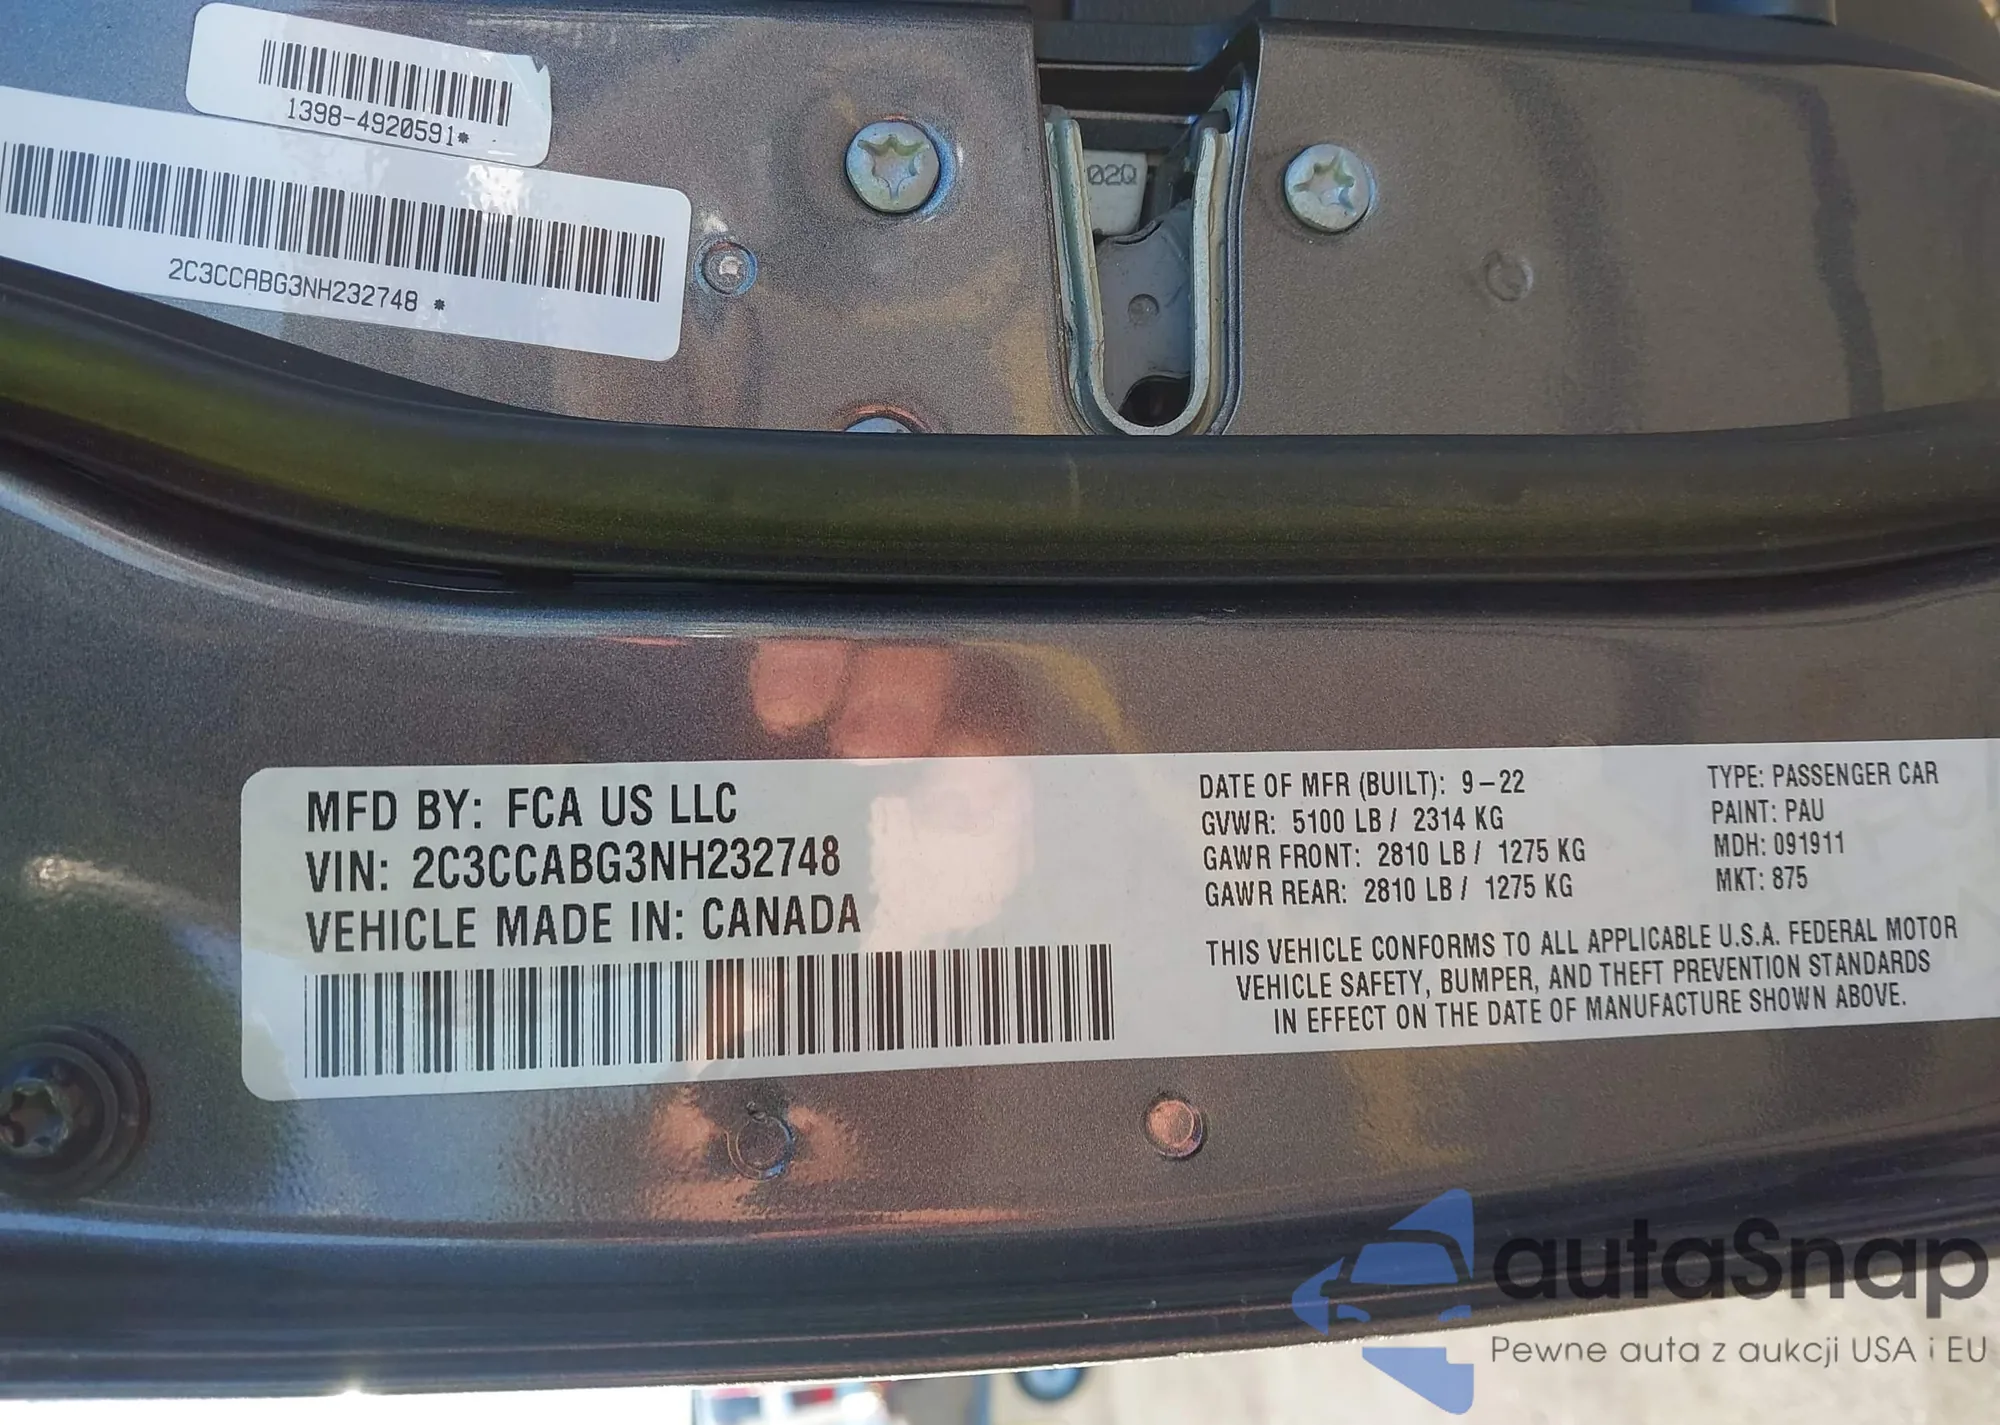 1398-4920591*
2C3CCABG3NH232748 *
02Q
MFD BY: FCA US LLC
VIN: 2C3CCABG3NH232748
VEHICLE MADE IN: CANADA
DATE OF MFR (BUILT): 9-22
GVWR: 5100 LB / 2314 KG
GAWR FRONT: 2810 LB / 1275 KG
GAWR REAR: 2810 LB / 1275 KG
TYPE: PASSENGER CAR
PAINT: PAU
MDH: 091911
MKT: 875
THIS VEHICLE CONFORMS TO ALL APPLICABLE U.S.A. FEDERAL MOTOR
VEHICLE SAFETY, BUMPER, AND THEFT PREVENTION STANDARDS
IN EFFECT ON THE DATE OF MANUFACTURE SHOWN ABOVE.
autaSnap
Pewne auta z aukcji USA i EU